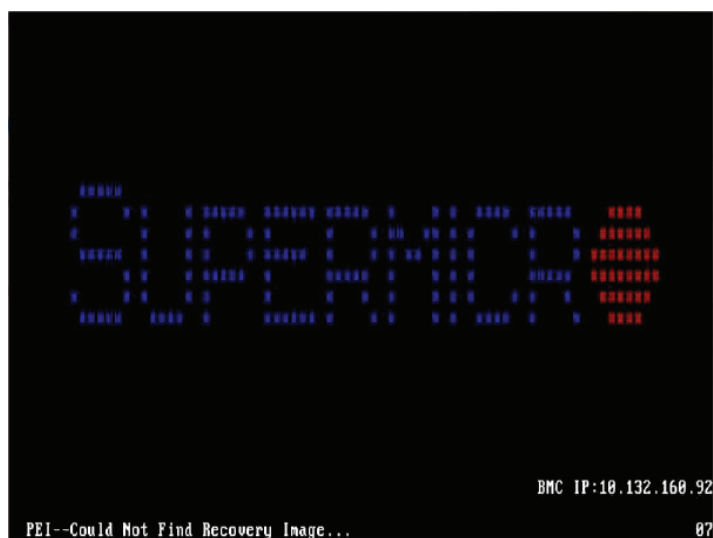 SUPERMICRO
BMC IP:10.132.160.92
PEI--Could Not Find Recovery Image...
07